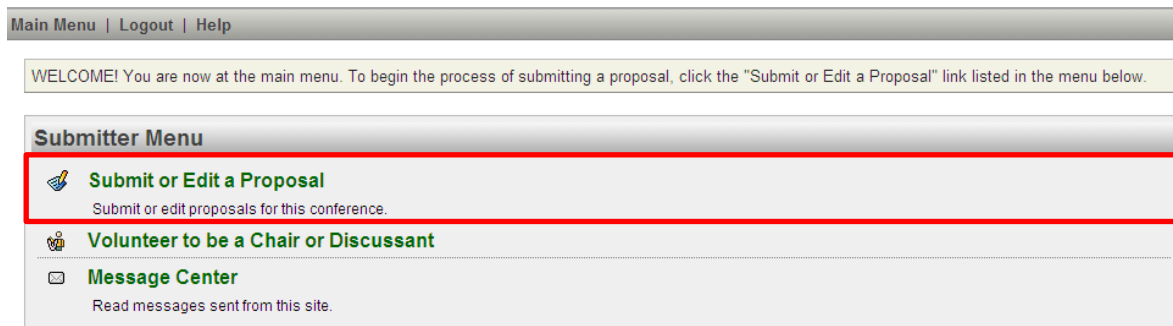 Main Menu | Logout | Help
WELCOME! You are now at the main menu. To begin the process of submitting a proposal, click the "Submit or Edit a Proposal" link listed in the menu below.
Submitter Menu
Submit or Edit a Proposal
Submit or edit proposals for this conference.
Volunteer to be a Chair or Discussant
Message Center
Read messages sent from this site.